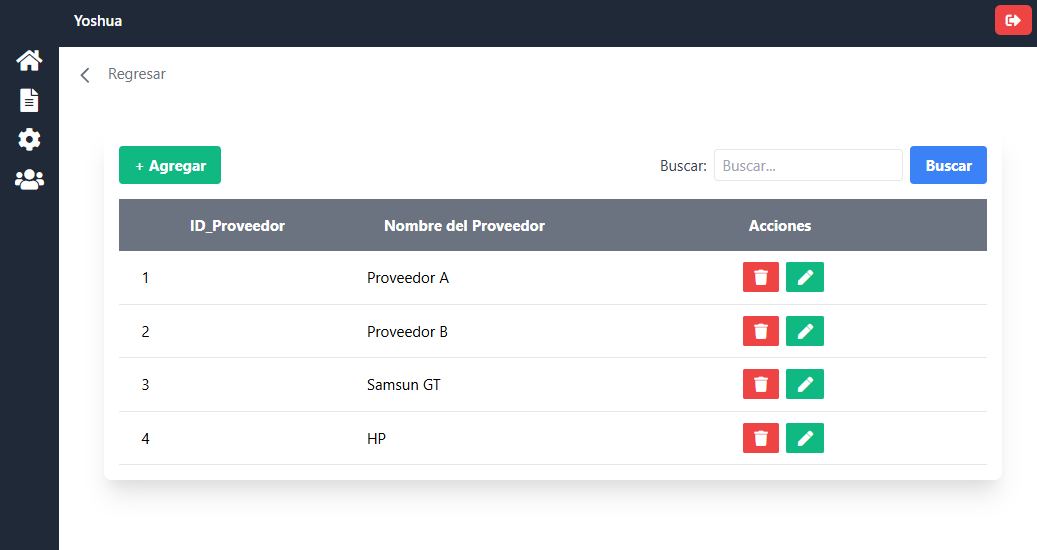 Yoshua
Regresar
+ Agregar Buscar: Buscar... Buscar
ID_Proveedor Nombre del Proveedor Acciones
1 Proveedor A
2 Proveedor B
3 Samsun GT
4 HP